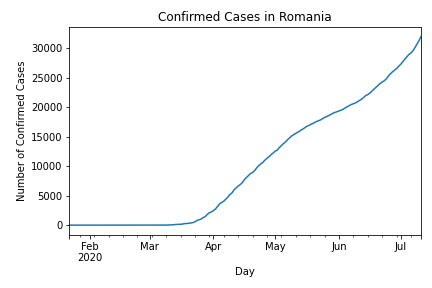 Confirmed Cases in Romania
Number of Confirmed Cases
30000
25000
20000
15000
10000
5000
0
Feb Mar Apr May Jun Jul
2020
Day